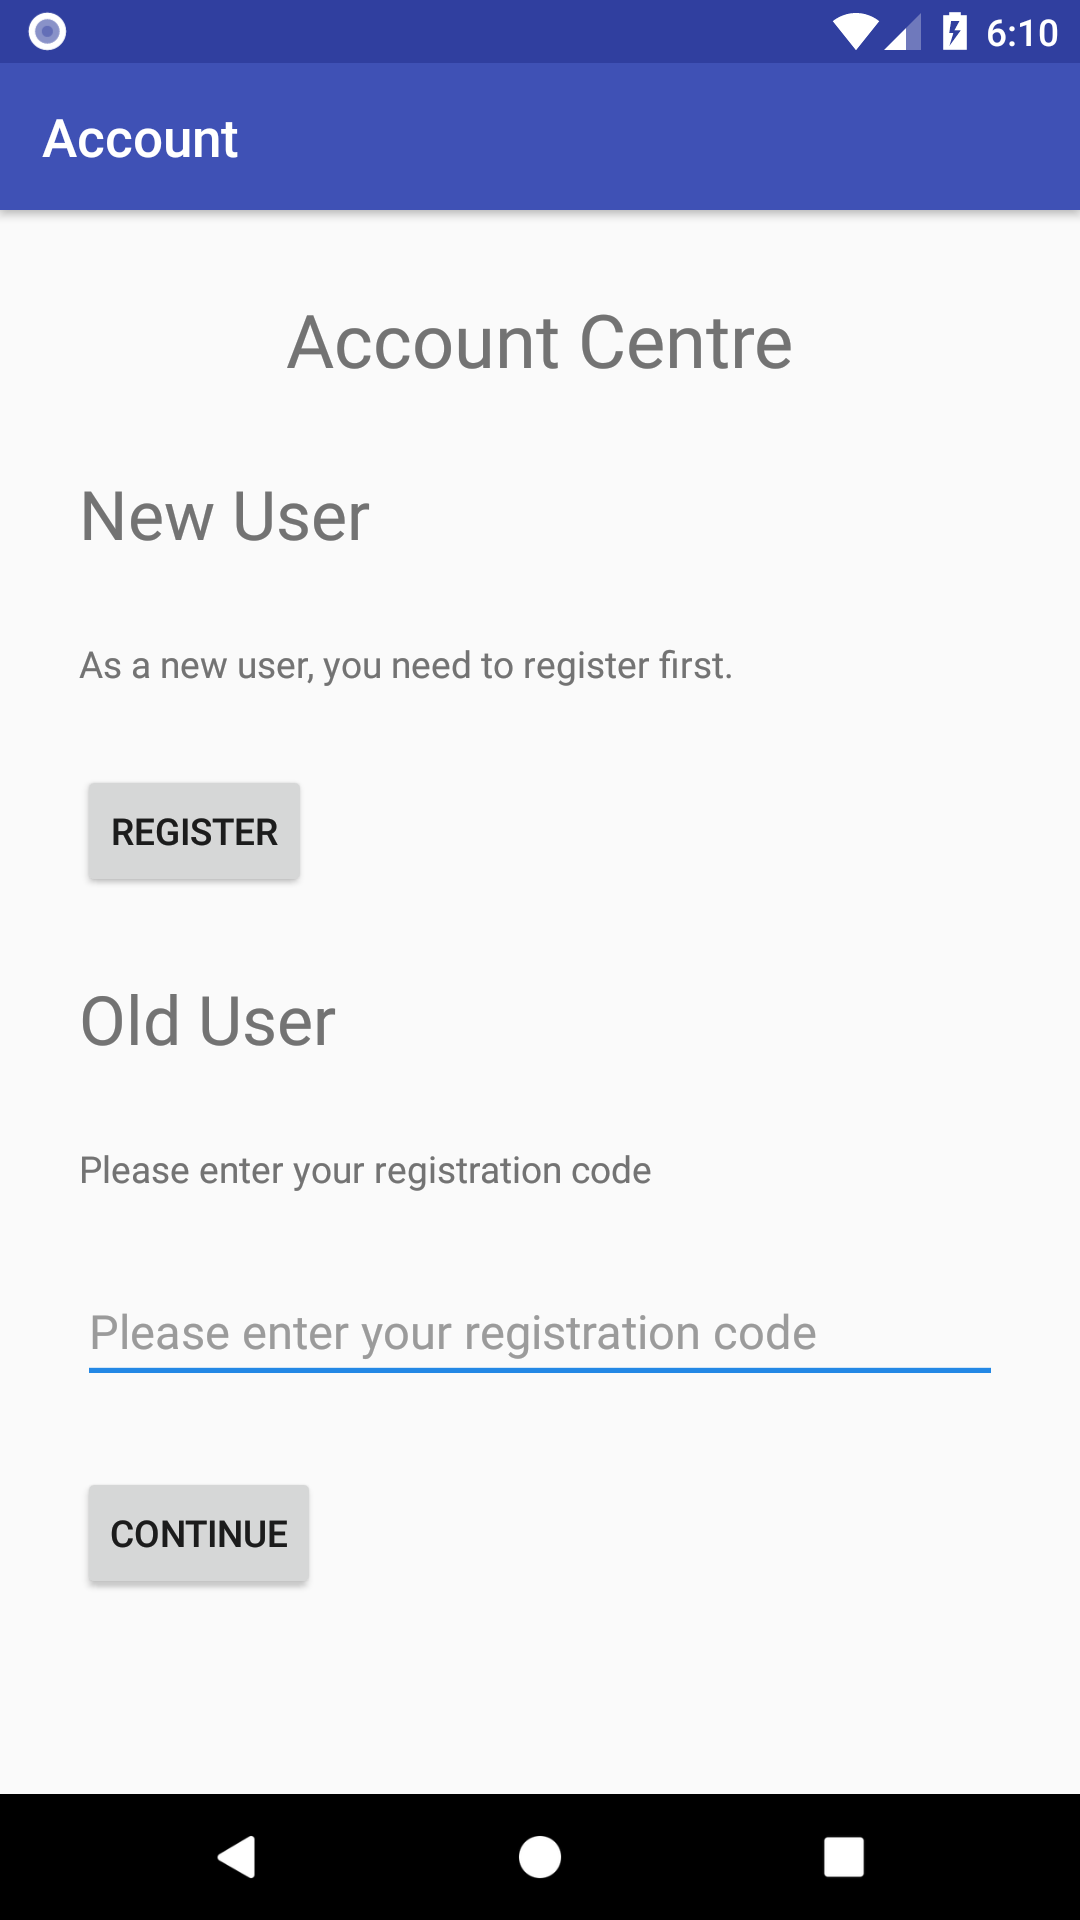 6:10
Account
Account Centre
New User
As a new user, you need to register first.
REGISTER
Old User
Please enter your registration code
Please enter your registration code
CONTINUE